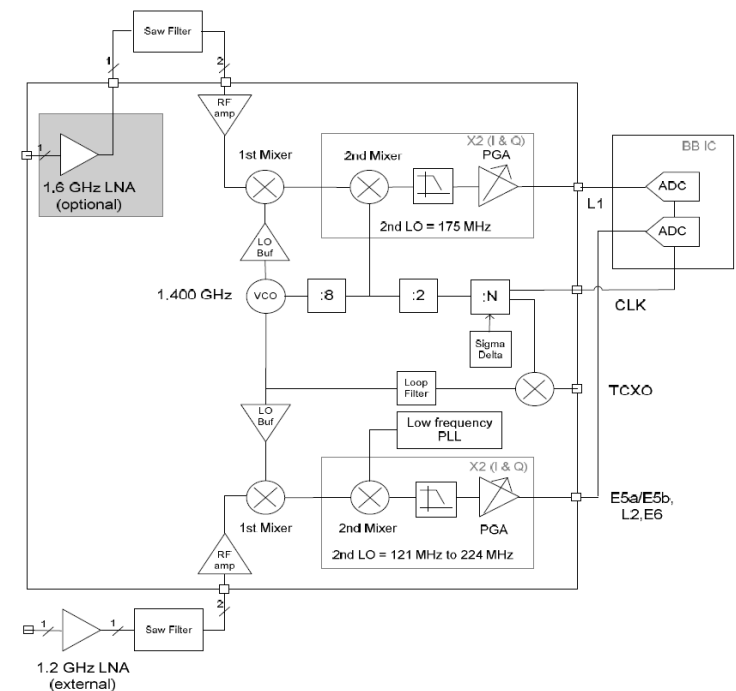 Saw Filter
1
2
RF
amp
1
1.6 GHz LNA
(optional)
1st Mixer
X2 (I & Q)
2nd Mixer
PGA
2nd LO = 175 MHz
BB IC
ADC
ADC
L1
LO
Buf
1.400 GHz
VCO
:8
:2
:N
CLK
Sigma
Delta
Loop
Filter
TCXO
LO
Buf
Low frequency
PLL
X2 (I & Q)
1st Mixer
2nd Mixer
PGA
2nd LO = 121 MHz to 224 MHz
E5a/E5b,
L2,E6
RF
amp
2
1
1
Saw Filter
1.2 GHz LNA
(external)